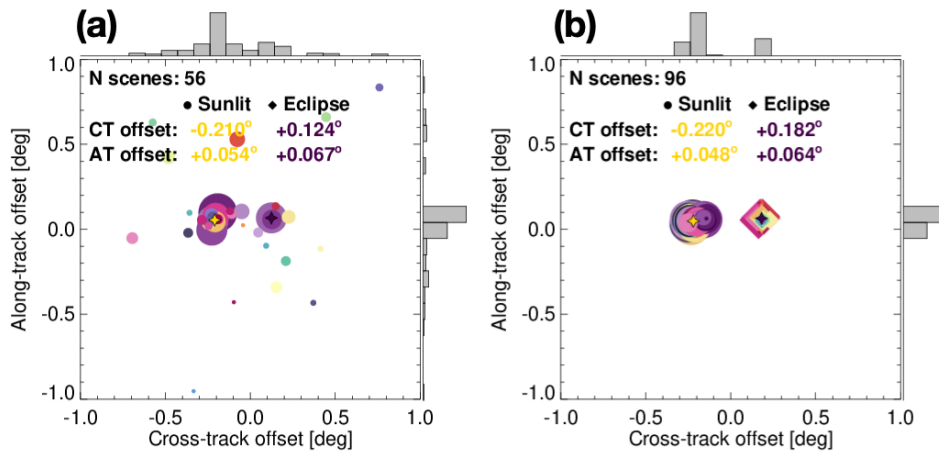 (a)
N scenes: 56
● Sunlit ◆ Eclipse
CT offset: -0.210° +0.124°
AT offset: +0.054° +0.067°
1.0
0.5
0.0
-0.5
-1.0
Along-track offset [deg]
-1.0 -0.5 0.0 0.5 1.0
Cross-track offset [deg]
(b)
N scenes: 96
● Sunlit ◆ Eclipse
CT offset: -0.220° +0.182°
AT offset: +0.048° +0.064°
1.0
0.5
0.0
-0.5
-1.0
Along-track offset [deg]
-1.0 -0.5 0.0 0.5 1.0
Cross-track offset [deg]